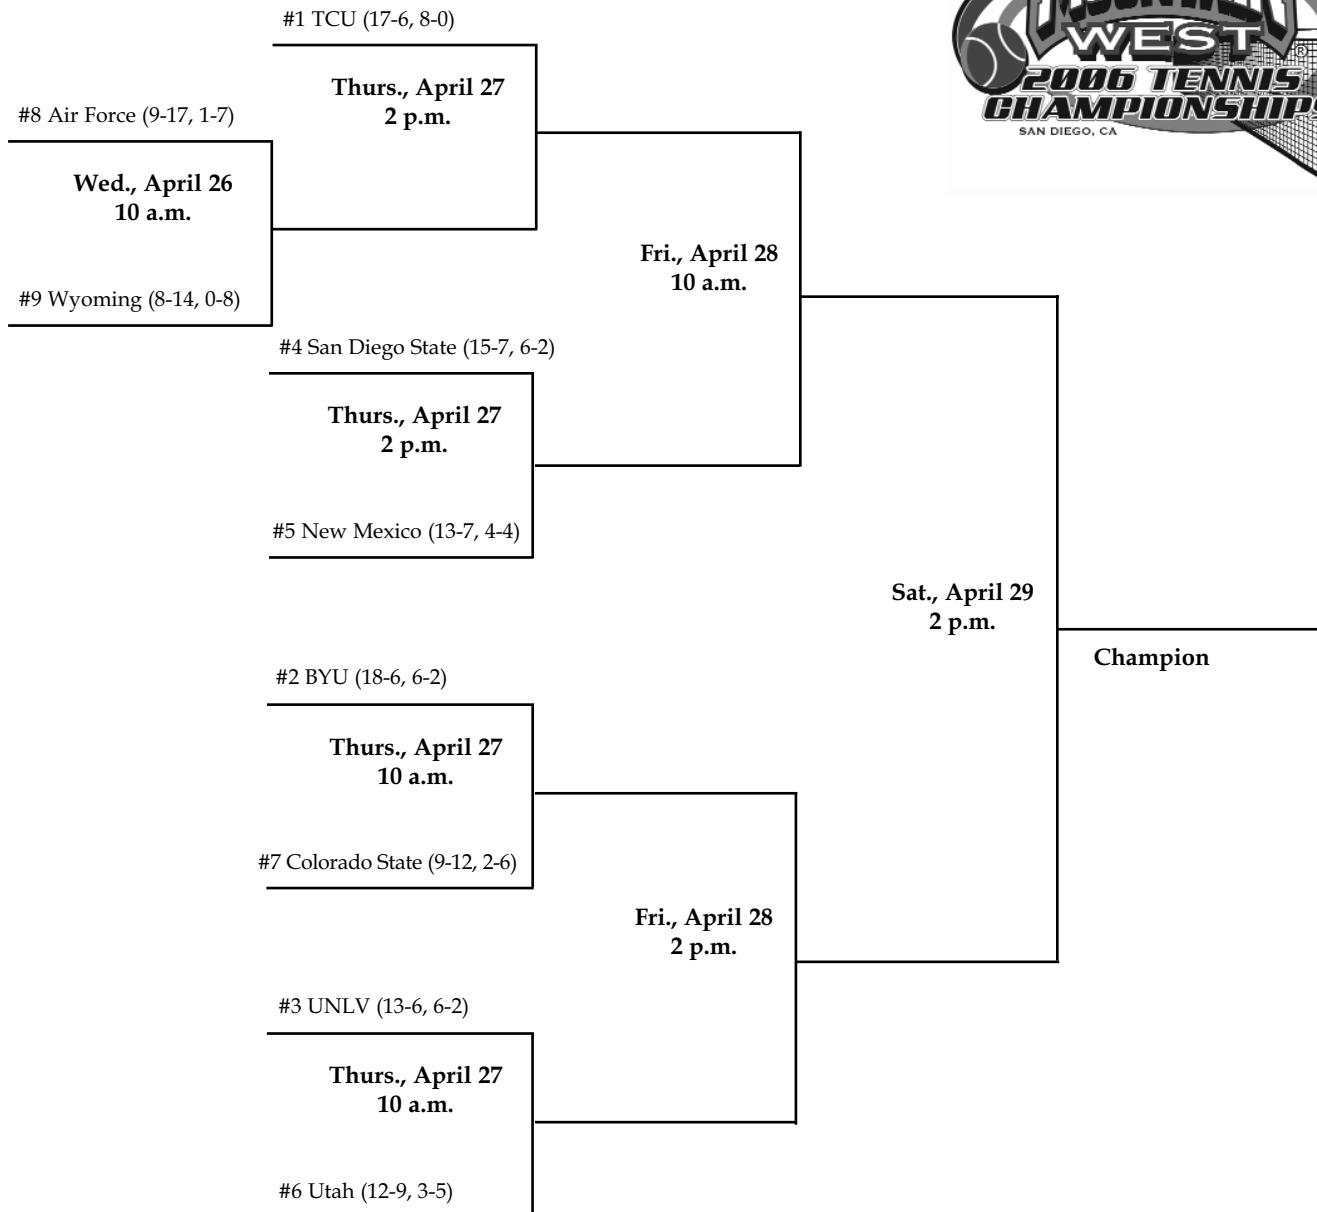 #1 TCU (17-6, 8-0)
MOUNTAIN
WEST®
2006 TENNIS
CHAMPIONSHIPS
SAN DIEGO, CA
Thurs., April 27
2 p.m.
#8 Air Force (9-17, 1-7)
Wed., April 26
10 a.m.
#9 Wyoming (8-14, 0-8)
Fri., April 28
10 a.m.
#4 San Diego State (15-7, 6-2)
Thurs., April 27
2 p.m.
#5 New Mexico (13-7, 4-4)
Sat., April 29
2 p.m.
Champion
#2 BYU (18-6, 6-2)
Thurs., April 27
10 a.m.
#7 Colorado State (9-12, 2-6)
Fri., April 28
2 p.m.
#3 UNLV (13-6, 6-2)
Thurs., April 27
10 a.m.
#6 Utah (12-9, 3-5)